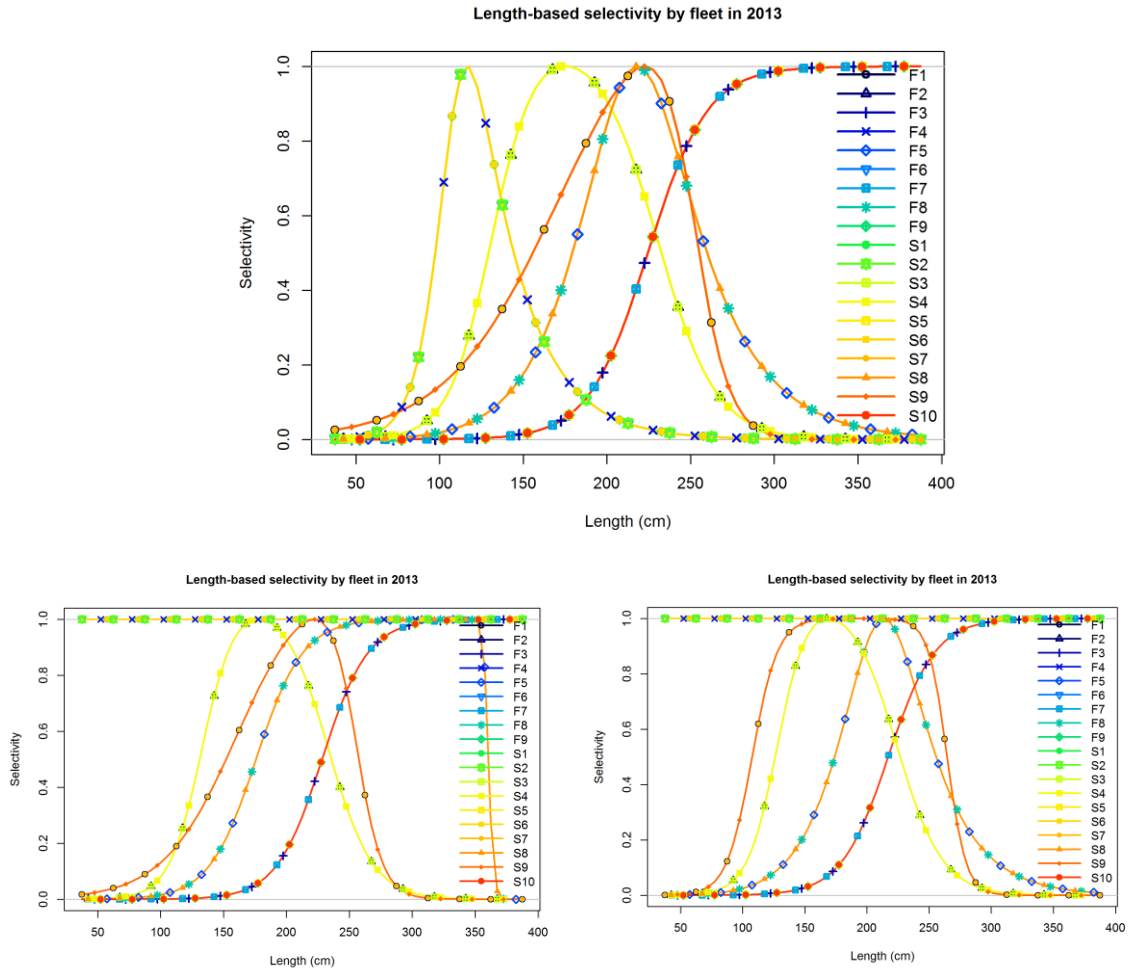 Length-based selectivity by fleet in 2013
1.0
0.8
0.6
0.4
0.2
0.0
Selectivity
F1
F2
F3
F4
F5
F6
F7
F8
F9
S1
S2
S3
S4
S5
S6
S7
S8
S9
S10
50 100 150 200 250 300 350 400
Length (cm)
Length-based selectivity by fleet in 2013
1.0
0.8
0.6
0.4
0.2
0.0
Selectivity
F1
F2
F3
F4
F5
F6
F7
F8
F9
S1
S2
S3
S4
S5
S6
S7
S8
S9
S10
50 100 150 200 250 300 350 400
Length (cm)
Length-based selectivity by fleet in 2013
1.0
0.8
0.6
0.4
0.2
0.0
Selectivity
F1
F2
F3
F4
F5
F6
F7
F8
F9
S1
S2
S3
S4
S5
S6
S7
S8
S9
S10
50 100 150 200 250 300 350 400
Length (cm)